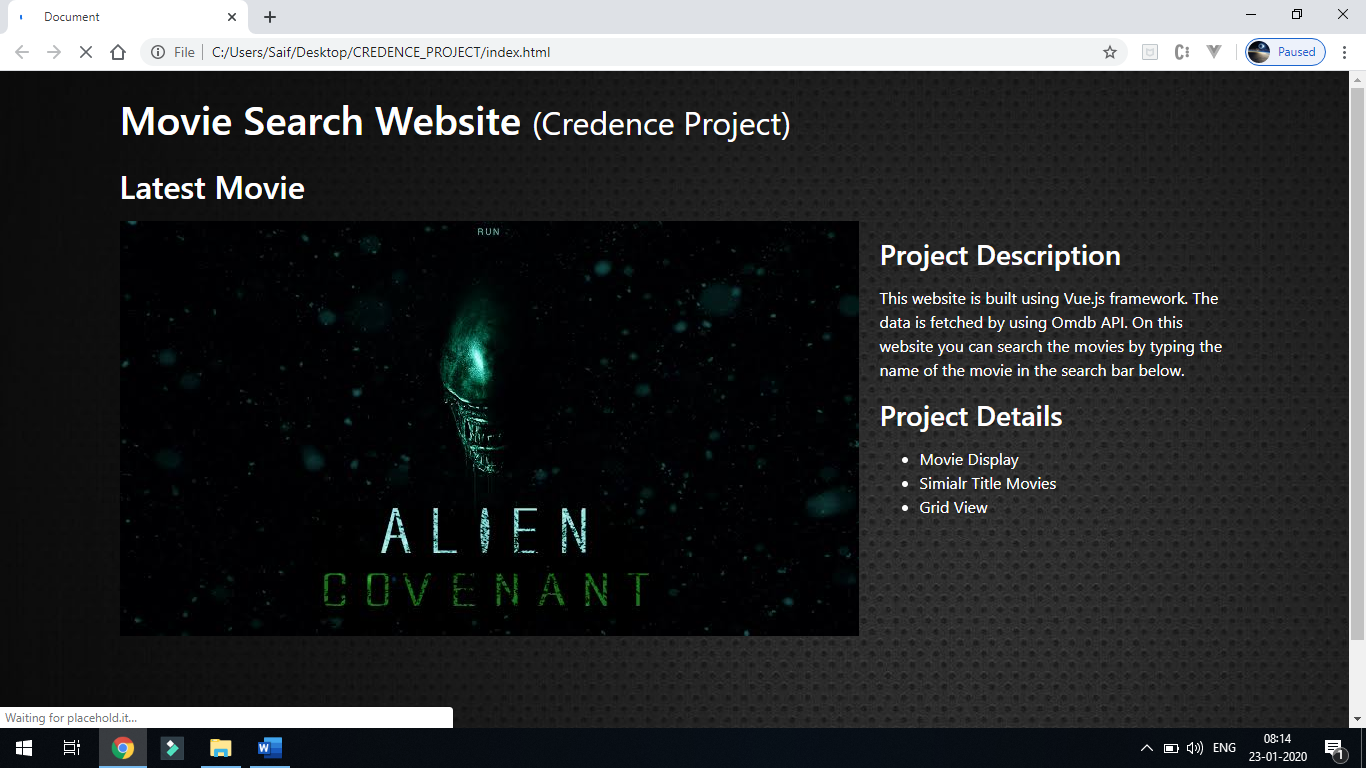 Document
File
C:/Users/Saif/Desktop/CREDENCE_PROJECT/index.html
Paused
Movie Search Website (Credence Project)
Latest Movie
RUN
ALIEN
COVENANT
Project Description
This website is built using Vue.js framework. The
data is fetched by using Omdb API. On this
website you can search the movies by typing the
name of the movie in the search bar below.
Project Details
• Movie Display
• Simialr Title Movies
• Grid View
Waiting for placehold.it...
ENG
08:14
23-01-2020
1